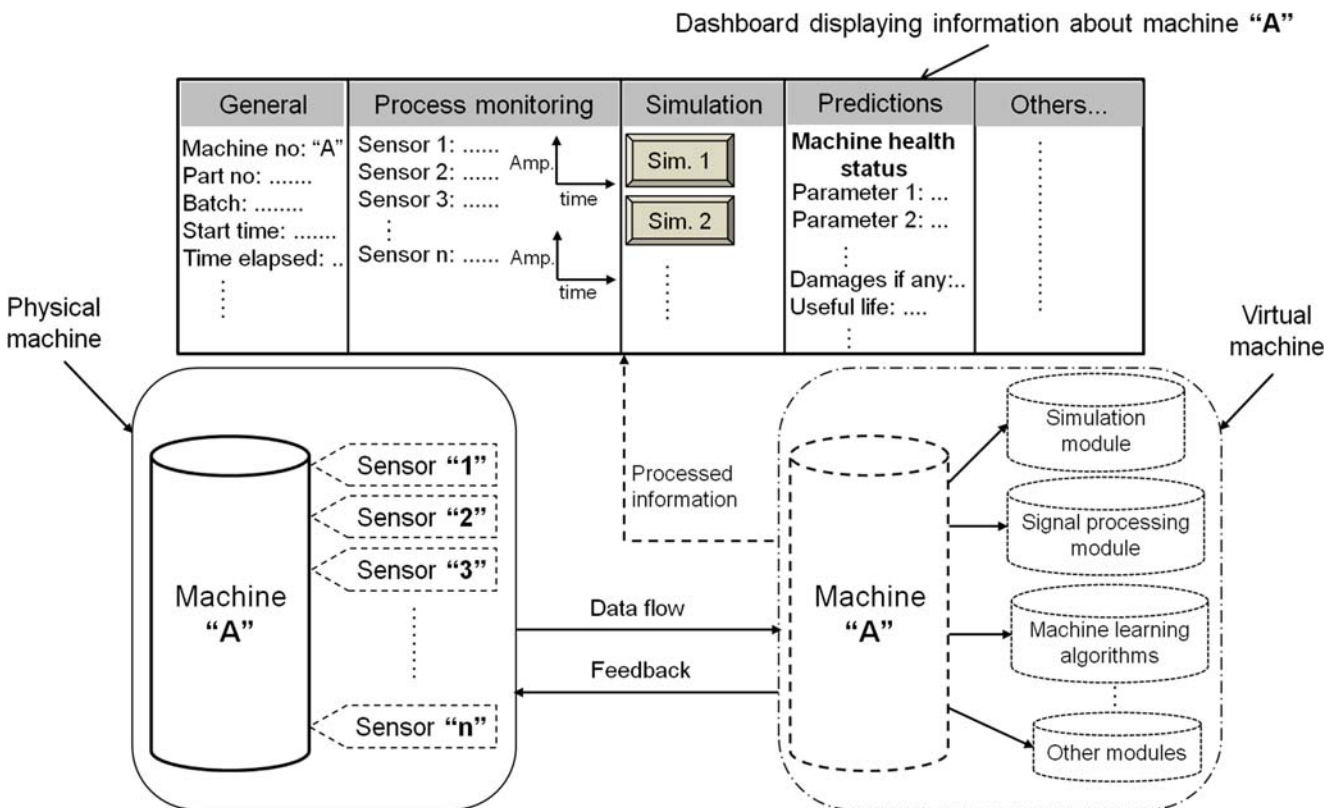 Dashboard displaying information about machine “A”
General
Process monitoring
Simulation
Predictions
Others...
Machine no: “A”
Part no: .......
Batch: ........
Start time: .......
Time elapsed: ..
Sensor 1: ......
Sensor 2: ......
Sensor 3: ......
Sensor n: ......
Amp.
time
Amp.
time
Sim. 1
Sim. 2
Machine health
status
Parameter 1: ...
Parameter 2: ...
Damages if any:..
Useful life: ....
Physical
machine
Virtual
machine
Machine
“A”
Sensor “1”
Sensor “2”
Sensor “3”
Sensor “n”
Processed
information
Data flow
Feedback
Machine
“A”
Simulation
module
Signal processing
module
Machine learning
algorithms
Other modules